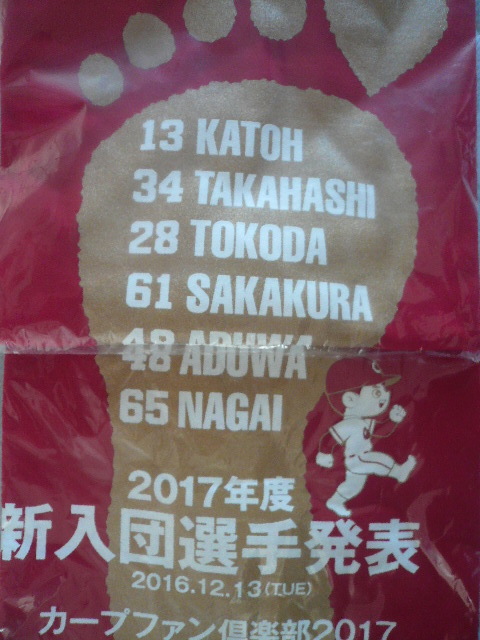 13 KATOH
34 TAKAHASHI
28 TOKODA
61 SAKAKURA
48 ADUWA
65 NAGAI
2017年度
新入団選手発表
2016.12.13(TUE)
カープファン倶楽部2017